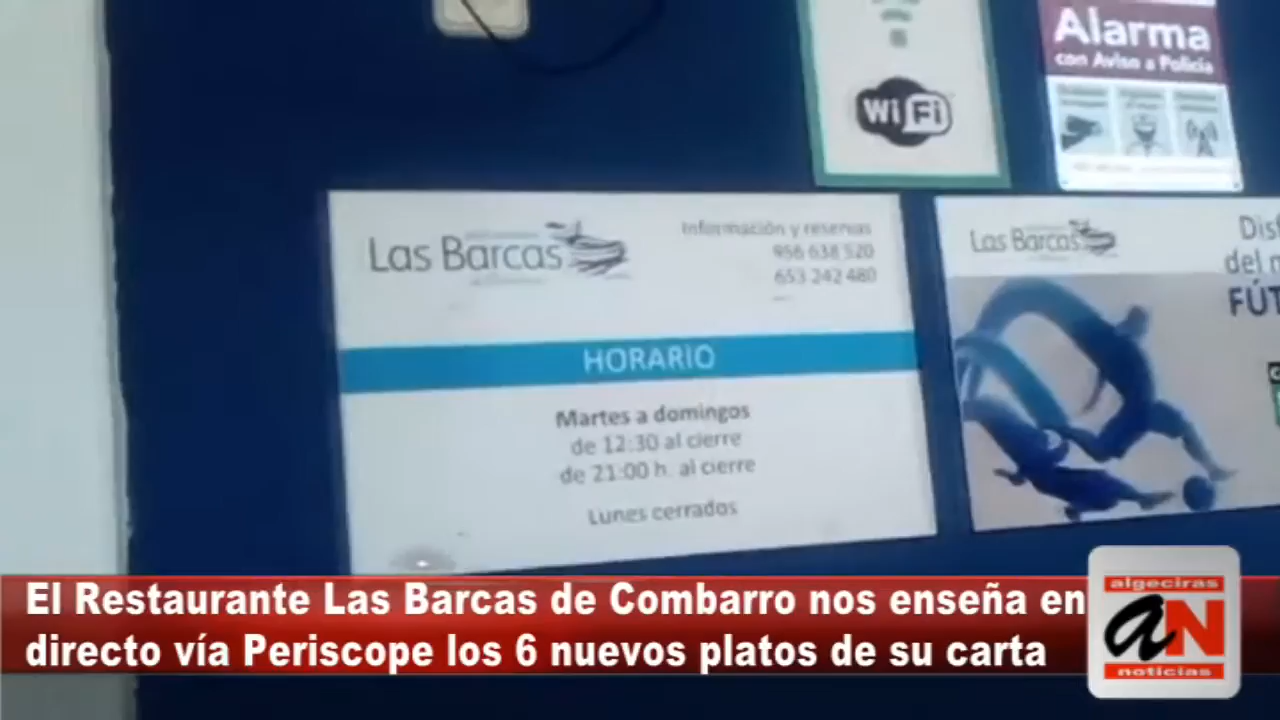 Alarma
con Aviso a Policía
WiFi
Las Barcas
Información y reservas
956 638 520
653 242 480
HORARIO
Martes a domingos
de 12:30 al cierre
de 21:00 h. al cierre
Lunes cerrados
Las Barcas
Dis
del
FÚT
El Restaurante Las Barcas de Combarro nos enseña en
directo vía Periscope los 6 nuevos platos de su carta
algeciras
aN
noticias